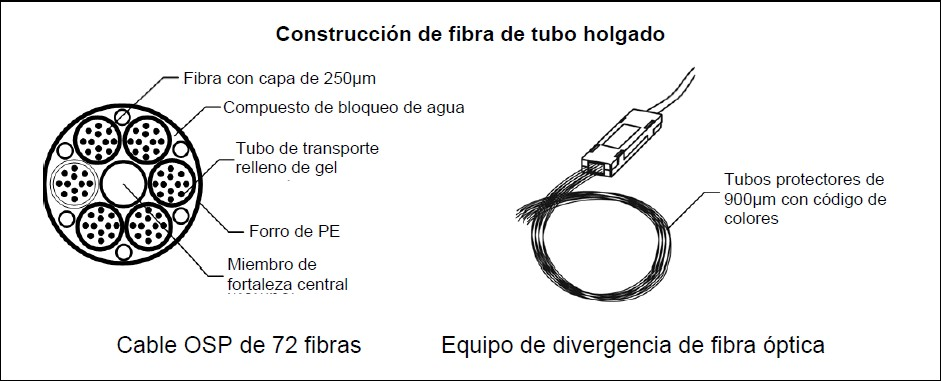 Construcción de fibra de tubo holgado
Fibra con capa de 250µm
Compuesto de bloqueo de agua
Tubo de transporte
relleno de gel
Forro de PE
Miembro de
fortaleza central
Tubos protectores de
900µm con código de
colores
Cable OSP de 72 fibras
Equipo de divergencia de fibra óptica